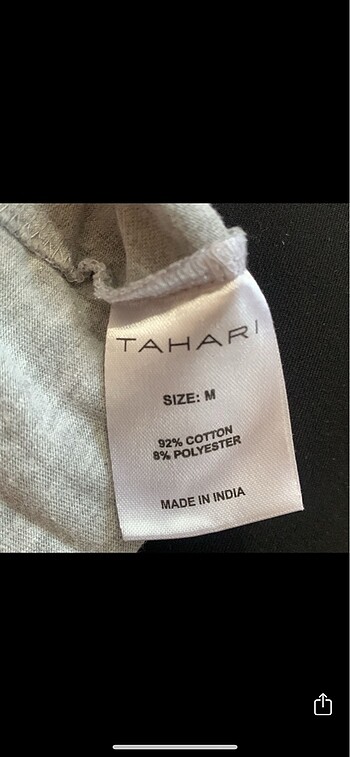 TAHARI
SIZE: M
92% COTTON
8% POLYESTER
MADE IN INDIA